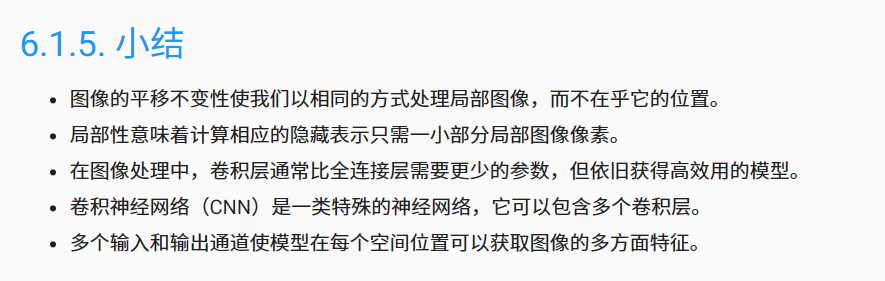 6.1.5. 小结
• 图像的平移不变性使我们以相同的方式处理局部图像，而不在乎它的位置。
• 局部性意味着计算相应的隐藏表示只需一小部分局部图像像素。
• 在图像处理中，卷积层通常比全连接层需要更少的参数，但依旧获得高效用的模型。
• 卷积神经网络（CNN）是一类特殊的神经网络，它可以包含多个卷积层。
• 多个输入和输出通道使模型在每个空间位置可以获取图像的多方面特征。